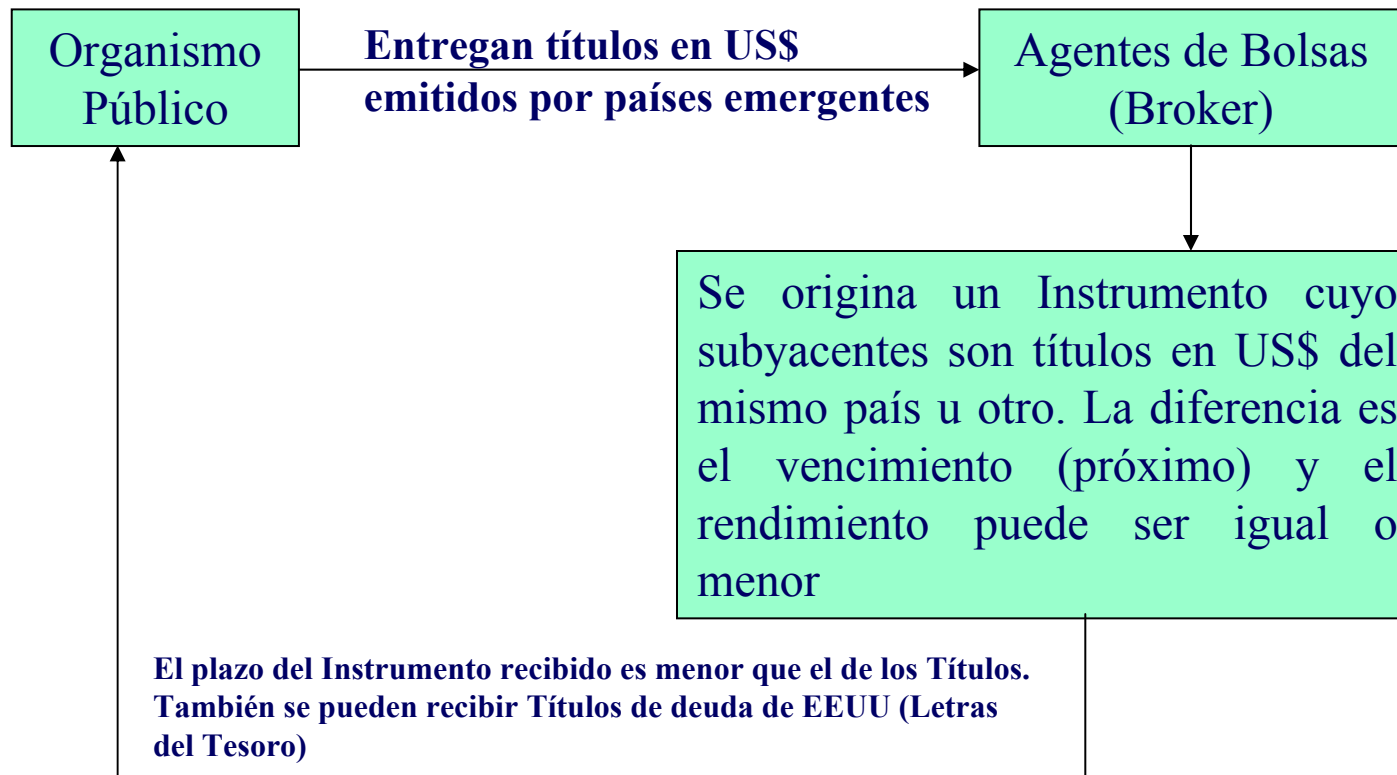 Organismo
Público
Entregan títulos en US$
emitidos por países emergentes
Agentes de Bolsas
(Broker)
Se origina un Instrumento cuyo
subyacentes son títulos en US$ del
mismo país u otro. La diferencia es
el vencimiento (próximo) y el
rendimiento puede ser igual o
menor
El plazo del Instrumento recibido es menor que el de los Títulos.
También se pueden recibir Títulos de deuda de EEUU (Letras
del Tesoro)